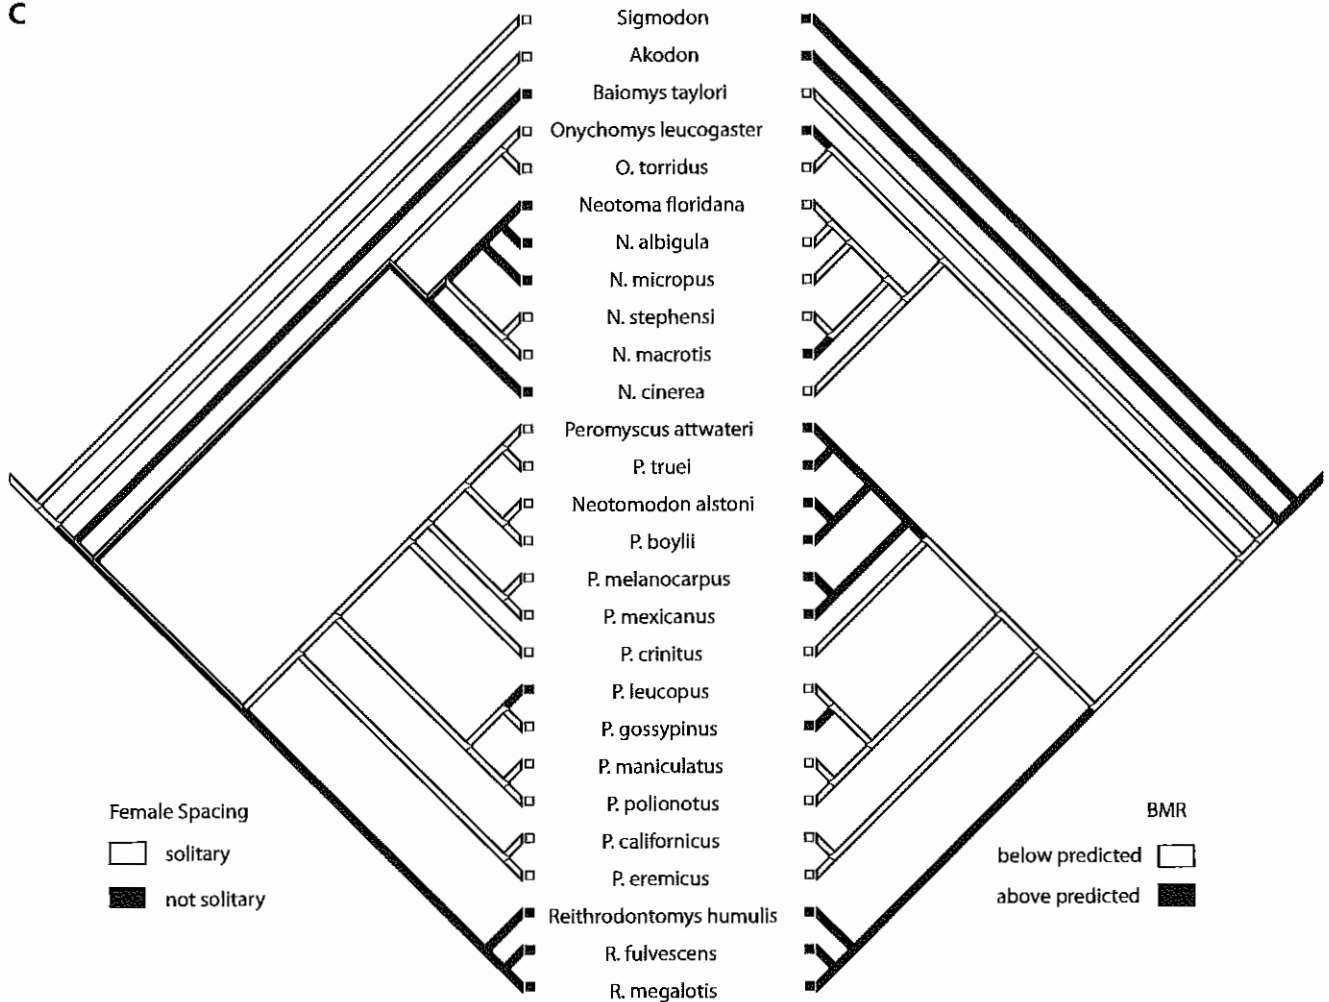 C
Sigmodon
Akodon
Baiomys taylori
Onychomys leucogaster
O. torridus
Neotoma floridana
N. albigula
N. micropus
N. stephensi
N. macrotis
N. cinerea
Peromyscus attwateri
P. truei
Neotomodon alstoni
P. boylii
P. melanocarpus
P. mexicanus
P. crinitus
P. leucopus
P. gossypinus
P. maniculatus
P. polionotus
P. californicus
P. eremicus
Reithrodontomys humulis
R. fulvescens
R. megalotis
Female Spacing
solitary
not solitary
BMR
below predicted
above predicted